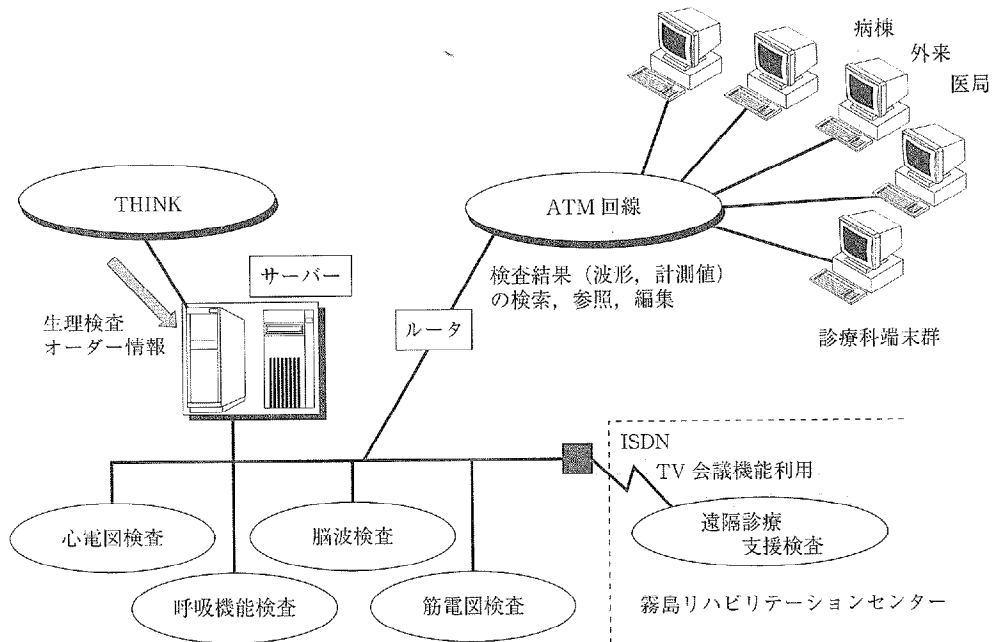 病棟
外来
医局
THINK
ATM 回線
サーバー
検査結果（波形，計測値）
の検索，参照，編集
生理検査
オーダー情報
ルータ
診療科端末群
ISDN
TV 会議機能利用
心電図検査
脳波検査
遠隔診療
支援検査
呼吸機能検査
筋電図検査
霧島リハビリテーションセンター